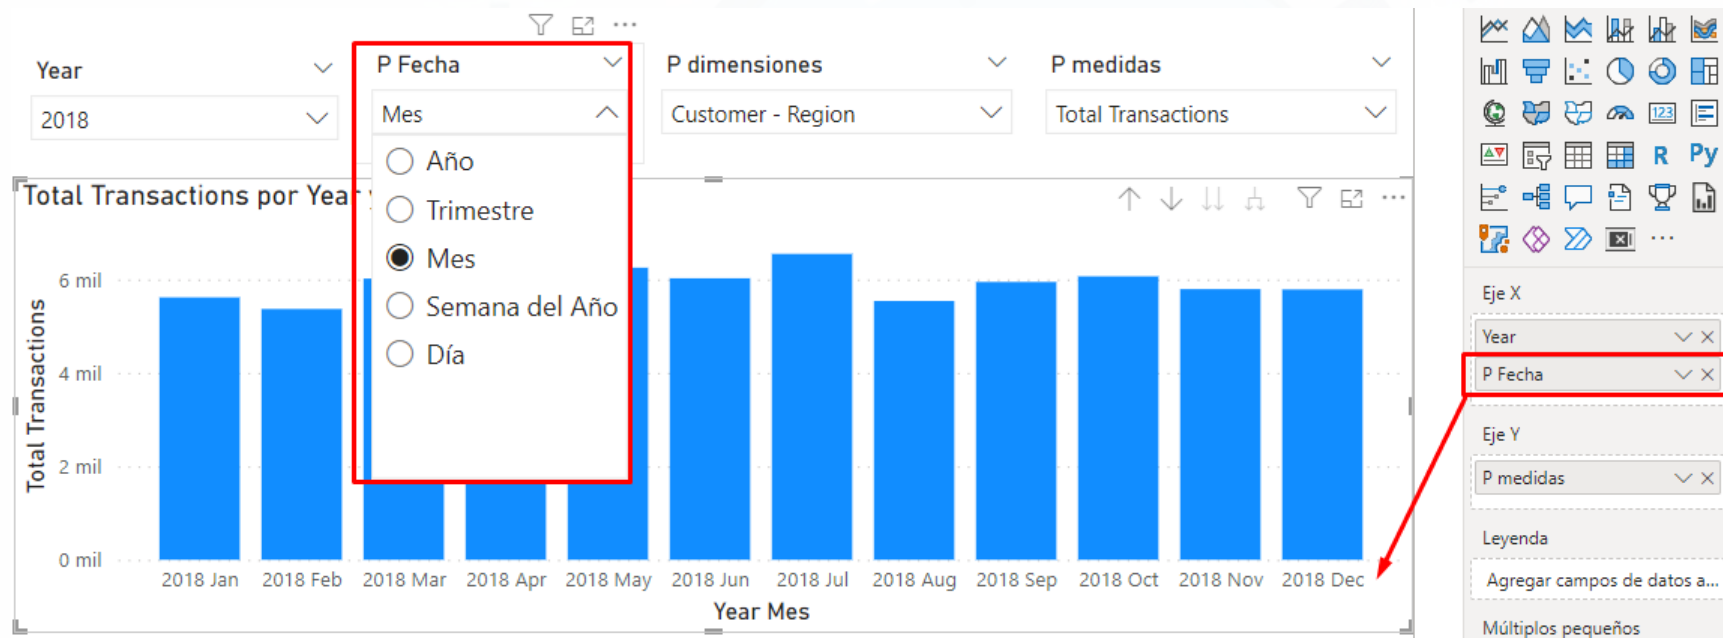 Year
2018
P Fecha
Mes
Año
Trimestre
Mes
Semana del Año
Día
P dimensiones
Customer - Region
P medidas
Total Transactions
Total Transactions por Year
Total Transactions
6 mil
4 mil
2 mil
0 mil
2018 Jan 2018 Feb 2018 Mar 2018 Apr 2018 May 2018 Jun 2018 Jul 2018 Aug 2018 Sep 2018 Oct 2018 Nov 2018 Dec
Year Mes
123
R Py
Eje X
Year
P Fecha
Eje Y
P medidas
Leyenda
Agregar campos de datos a...
Múltiplos pequeños